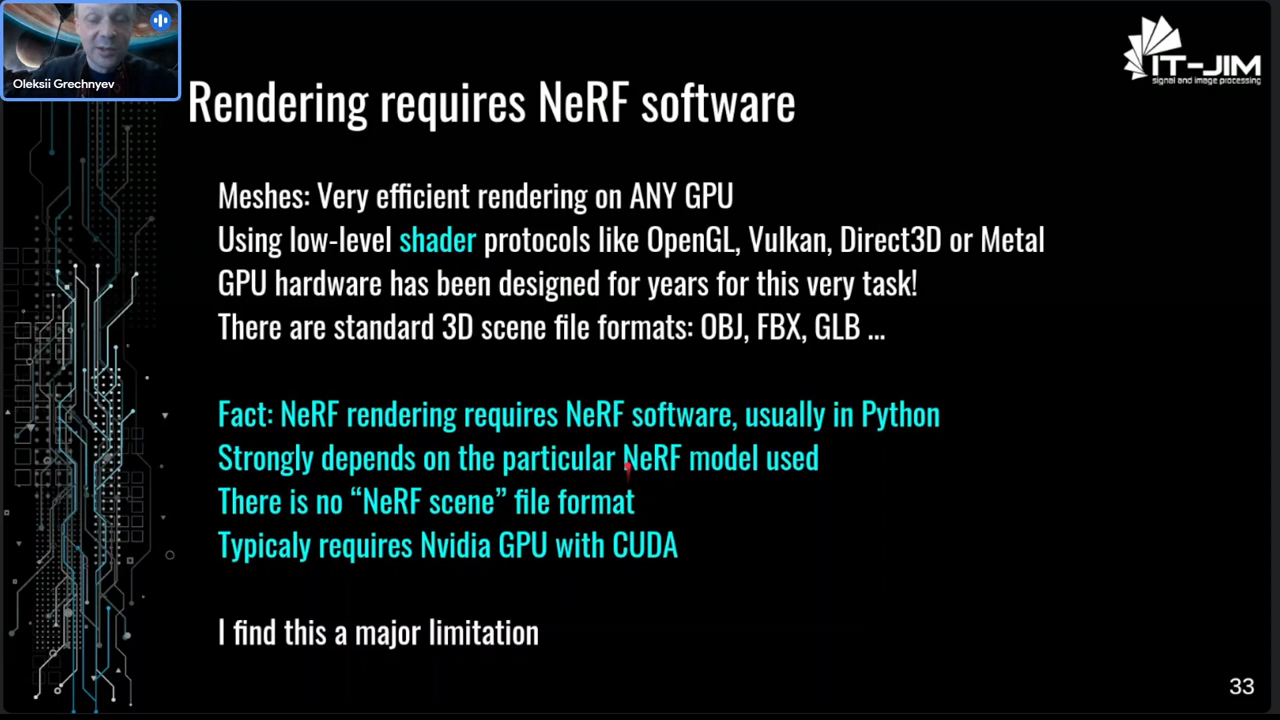 Oleksii Grechnyev
IT-JIM
signal and image processing
Rendering requires NeRF software
Meshes: Very efficient rendering on ANY GPU
Using low-level shader protocols like OpenGL, Vulkan, Direct3D or Metal
GPU hardware has been designed for years for this very task!
There are standard 3D scene file formats: OBJ, FBX, GLB ...
Fact: NeRF rendering requires NeRF software, usually in Python
Strongly depends on the particular NeRF model used
There is no “NeRF scene” file format
Typicaly requires Nvidia GPU with CUDA
I find this a major limitation
33